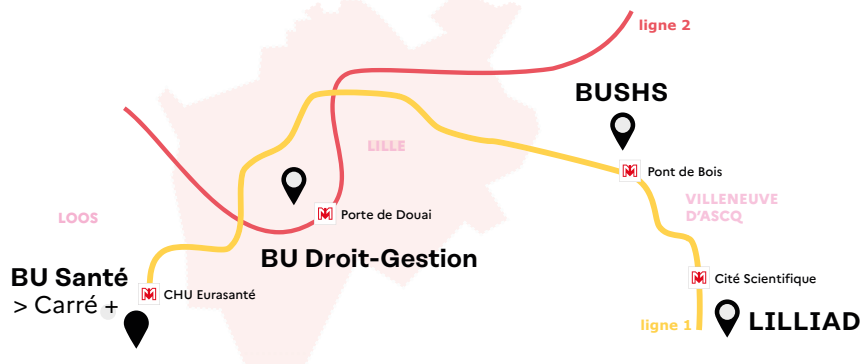 ligne 2
BUSHS
LILLE
Pont de Bois
VILLENEUVE
D'ASCQ
LOOS
Porte de Douai
BU Droit-Gestion
BU Santé
> Carré +
CHU Eurasanté
Cité Scientifique
ligne 1
LILLIAD